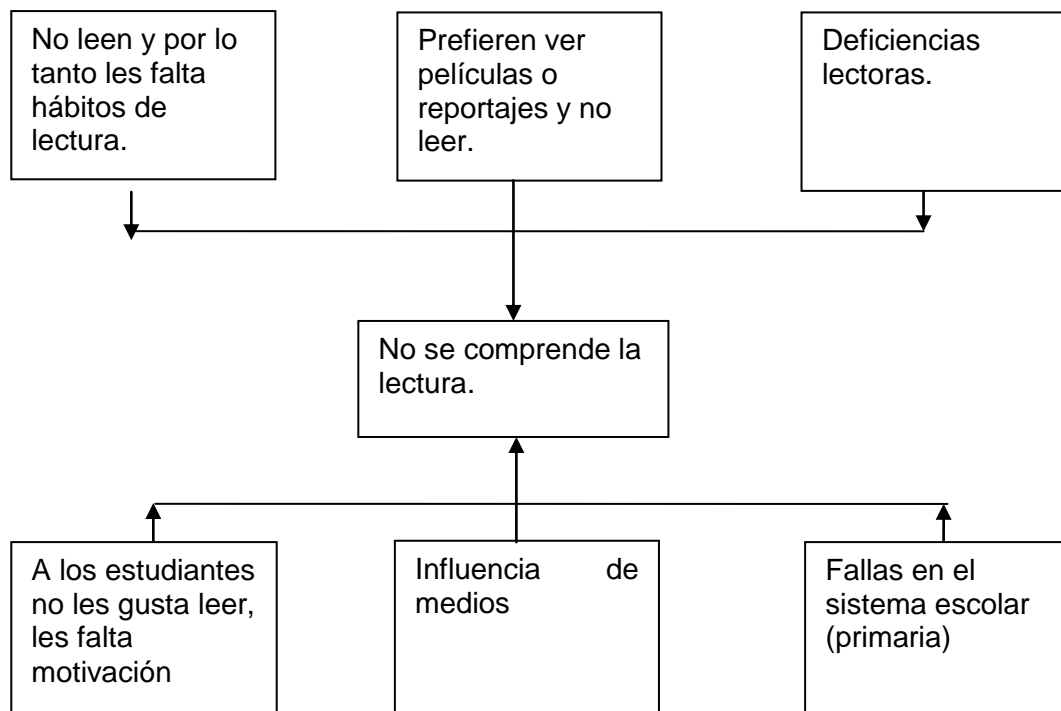 No leen y por lo
tanto les falta
hábitos de
lectura.
Prefieren ver
películas o
reportajes y no
leer.
Deficiencias
lectoras.
No se comprende la
lectura.
A los estudiantes
no les gusta leer,
les falta
motivación
Influencia de
medios
Fallas en el
sistema escolar
(primaria)